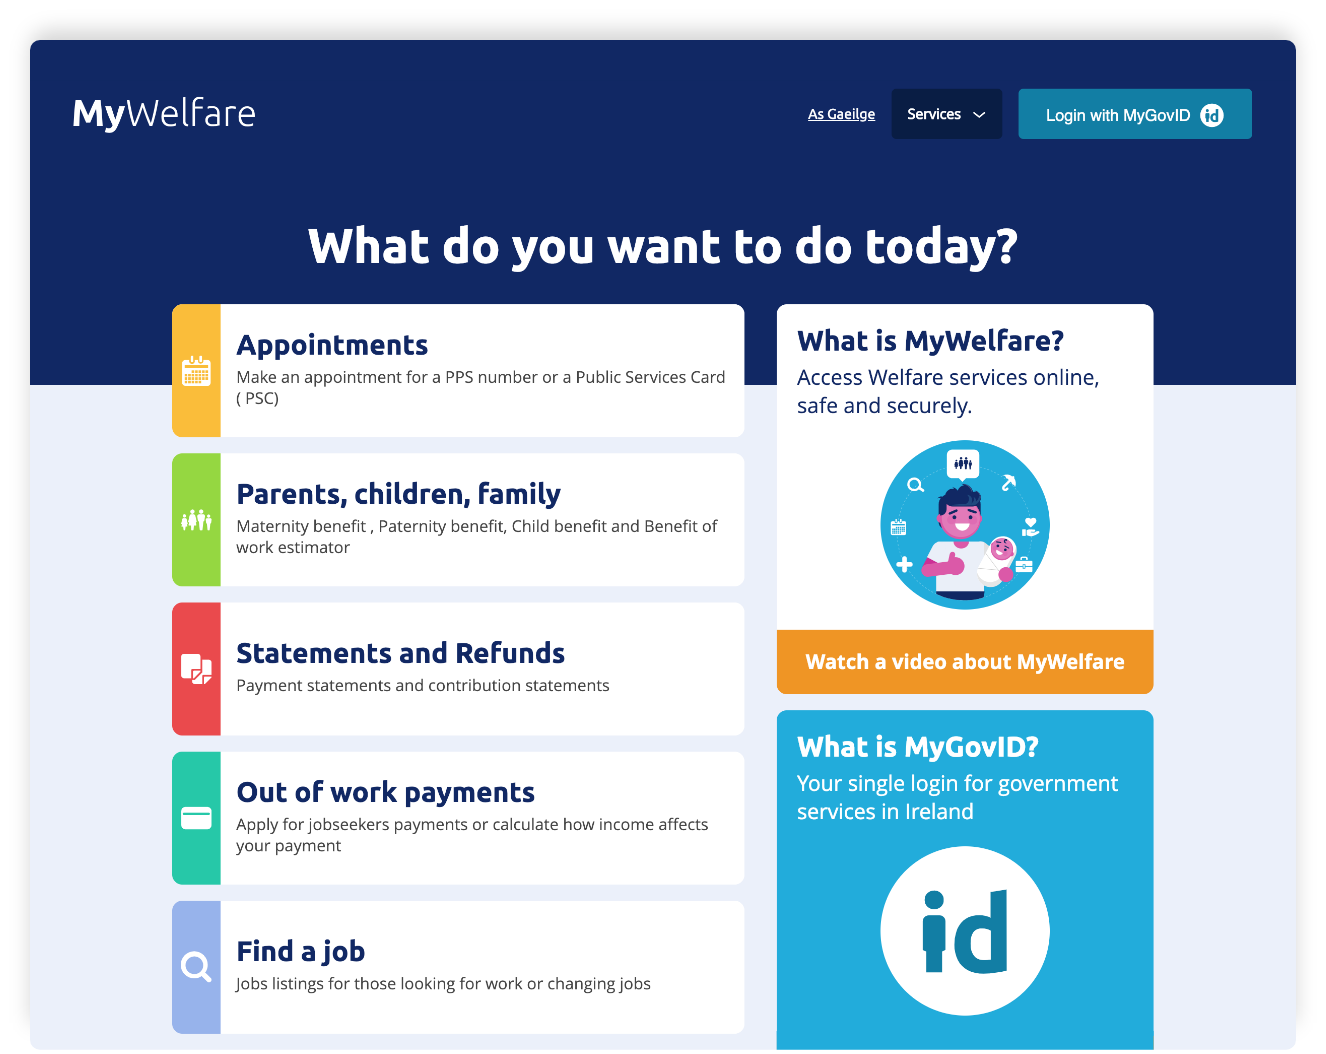 MyWelfare
As Gaeilge
Services
Login with MyGovID id
What do you want to do today?
Appointments
Make an appointment for a PPS number or a Public Services Card
( PSC)
Parents, children, family
Maternity benefit , Paternity benefit, Child benefit and Benefit of
work estimator
Statements and Refunds
Payment statements and contribution statements
Out of work payments
Apply for jobseekers payments or calculate how income affects
your payment
Find a job
Jobs listings for those looking for work or changing jobs
What is MyWelfare?
Access Welfare services online,
safe and securely.
Watch a video about MyWelfare
What is MyGovID?
Your single login for government
services in Ireland
id